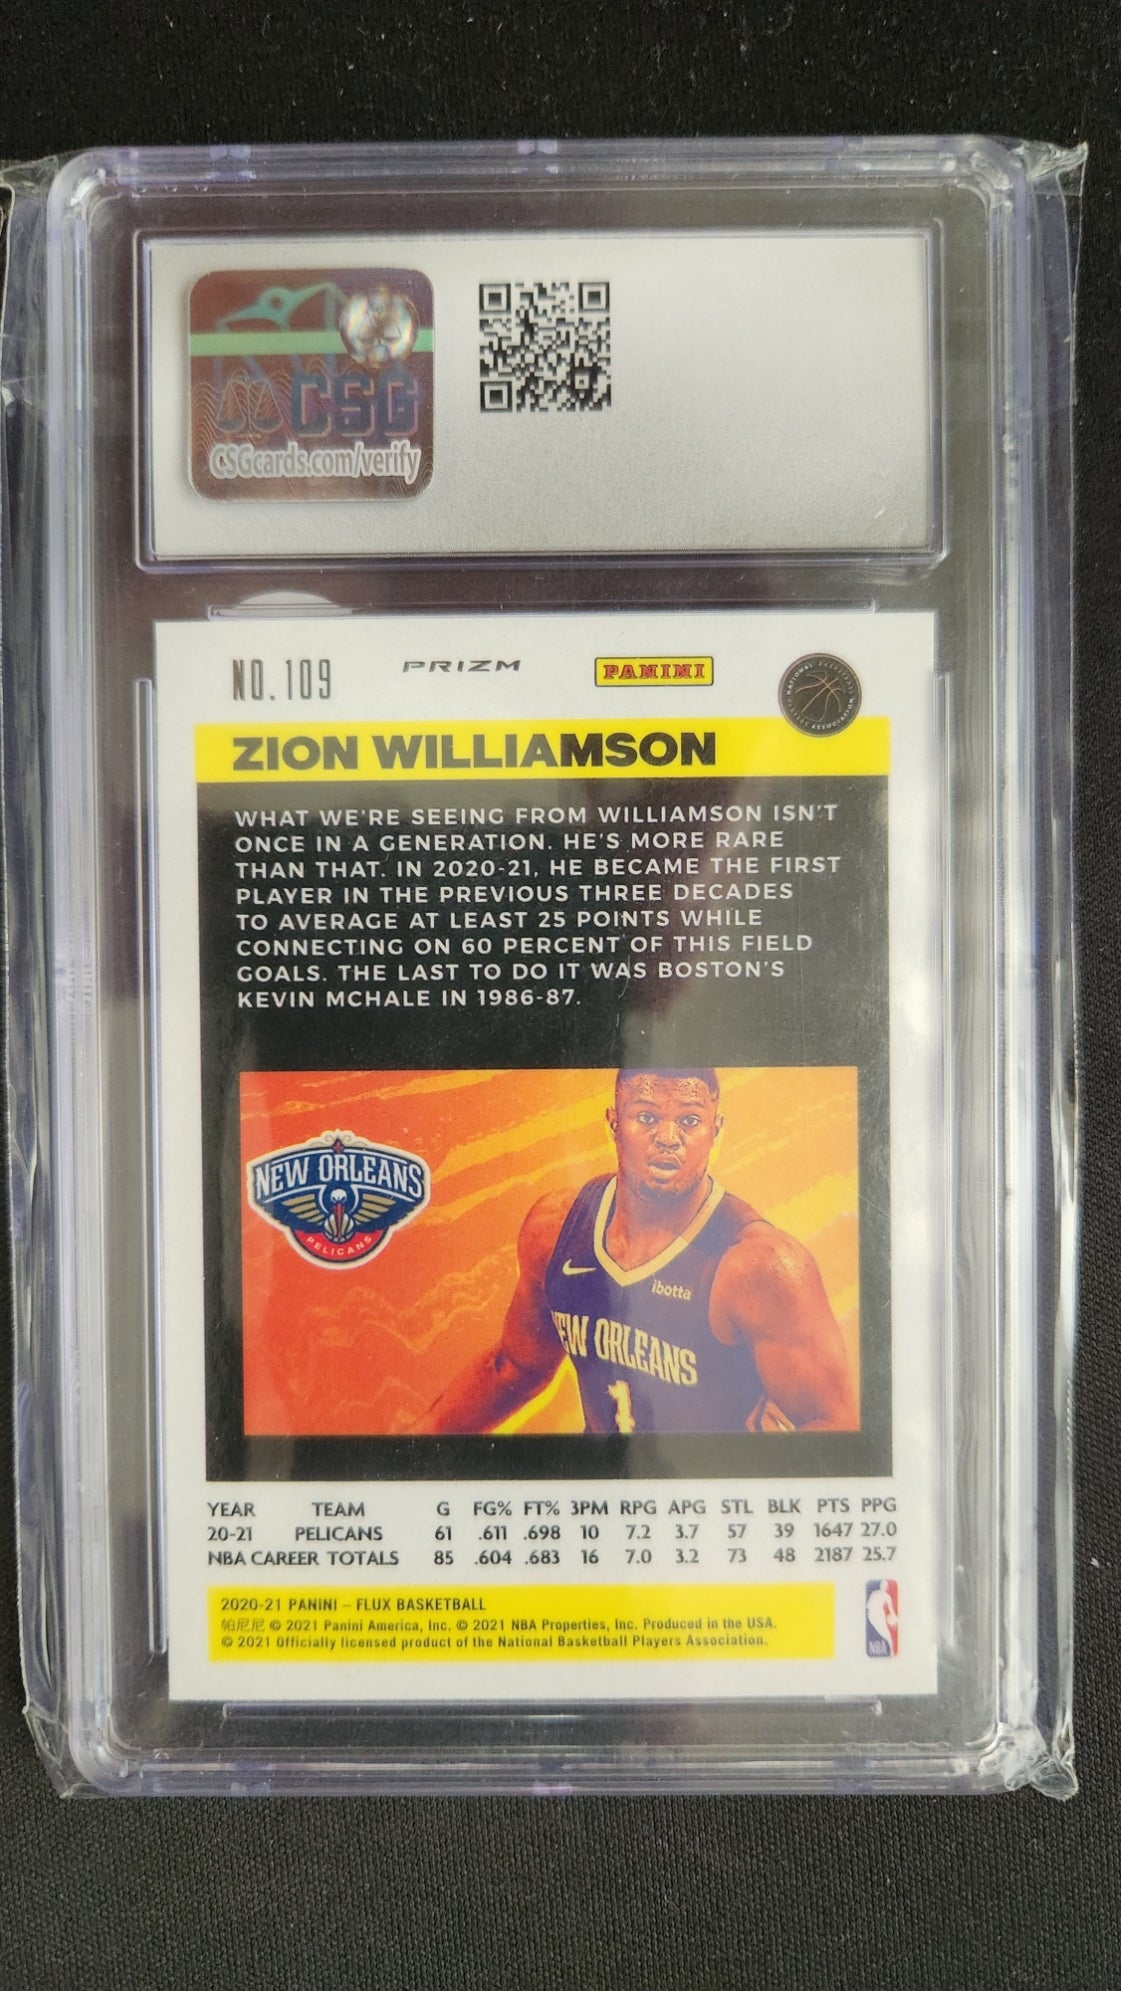 CSG
CSGcards.com/verify
NO. 109
PRIZM
PANINI
NATIONAL BASKETBALL
PLAYERS ASSOCIATION
ZION WILLIAMSON
WHAT WE'RE SEEING FROM WILLIAMSON ISN'T
ONCE IN A GENERATION. HE'S MORE RARE
THAN THAT. IN 2020-21, HE BECAME THE FIRST
PLAYER IN THE PREVIOUS THREE DECADES
TO AVERAGE AT LEAST 25 POINTS WHILE
CONNECTING ON 60 PERCENT OF THIS FIELD
GOALS. THE LAST TO DO IT WAS BOSTON'S
KEVIN MCHALE IN 1986-87.
NEW ORLEANS
PELICANS
ibotta
EW ORLEANS
1
YEAR TEAM G FG% FT% 3PM RPG APG STL BLK PTS PPG
20-21 PELICANS 61 .611 .698 10 7.2 3.7 57 39 1647 27.0
NBA CAREER TOTALS 85 .604 .683 16 7.0 3.2 73 48 2187 25.7
2020-21 PANINI – FLUX BASKETBALL
帕尼尼 © 2021 Panini America, Inc. © 2021 NBA Properties, Inc. Produced in the USA.
© 2021 Officially licensed product of the National Basketball Players Association.
NBA